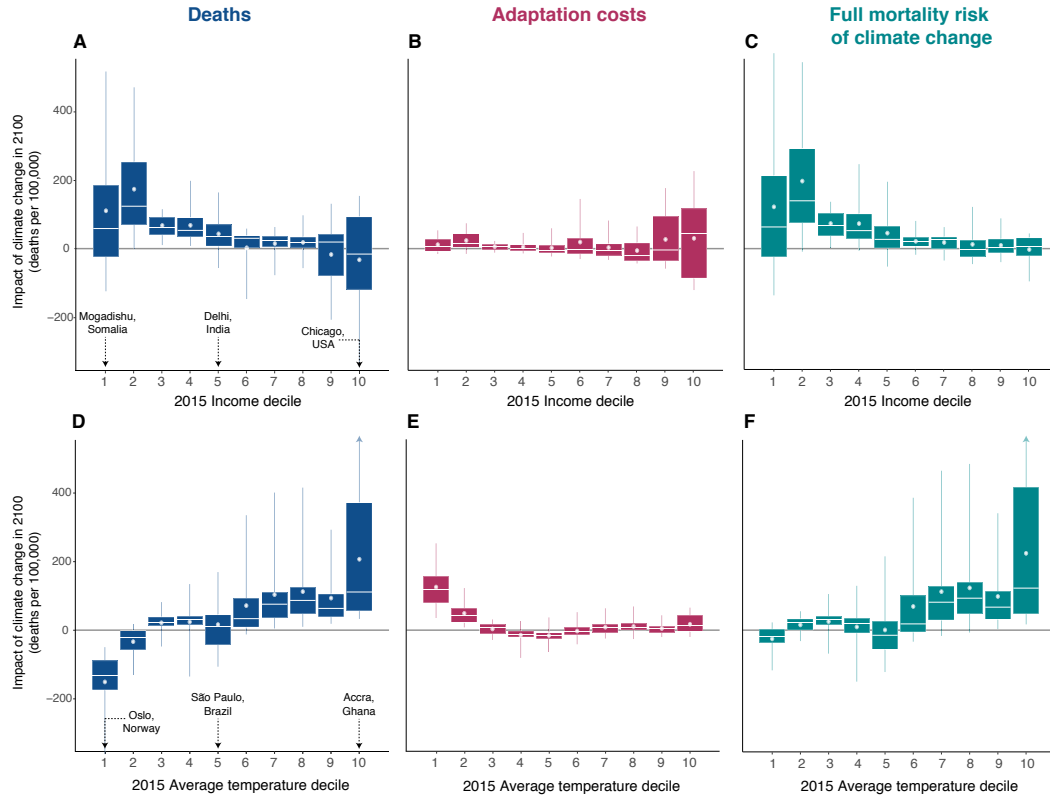 Deaths
Adaptation costs
Full mortality risk
of climate change
A
B
C
Impact of climate change in 2100
(deaths per 100,000)
400
200
0
−200
Mogadishu,
Somalia
Delhi,
India
Chicago,
USA
1 2 3 4 5 6 7 8 9 10
1 2 3 4 5 6 7 8 9 10
1 2 3 4 5 6 7 8 9 10
2015 Income decile
2015 Income decile
2015 Income decile
D
E
F
Impact of climate change in 2100
(deaths per 100,000)
400
200
0
−200
Oslo,
Norway
São Paulo,
Brazil
Accra,
Ghana
1 2 3 4 5 6 7 8 9 10
1 2 3 4 5 6 7 8 9 10
1 2 3 4 5 6 7 8 9 10
2015 Average temperature decile
2015 Average temperature decile
2015 Average temperature decile